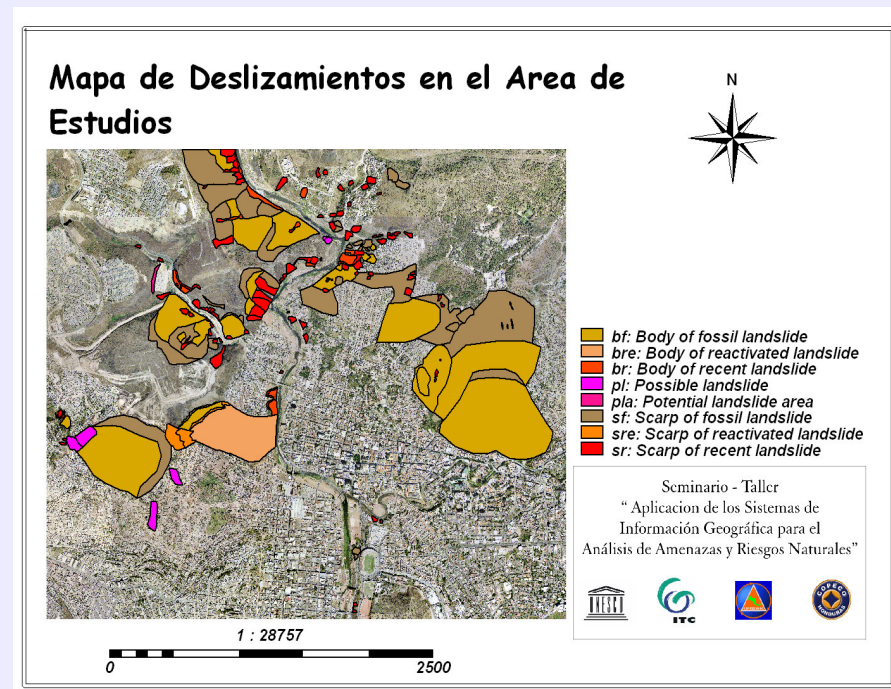 Mapa de Deslizamientos en el Area de
Estudios
N
bf: Body of fossil landslide
bre: Body of reactivated landslide
br: Body of recent landslide
pl: Possible landslide
pla: Potential landslide area
sf: Scarp of fossil landslide
sre: Scarp of reactivated landslide
sr: Scarp of recent landslide
Seminario - Taller
“ Aplicacion de los Sistemas de
Información Geográfica para el
Análisis de Amenazas y Riesgos Naturales”
UNESCO
ITC
COPECO
HONDURAS
1 : 28757
0
2500